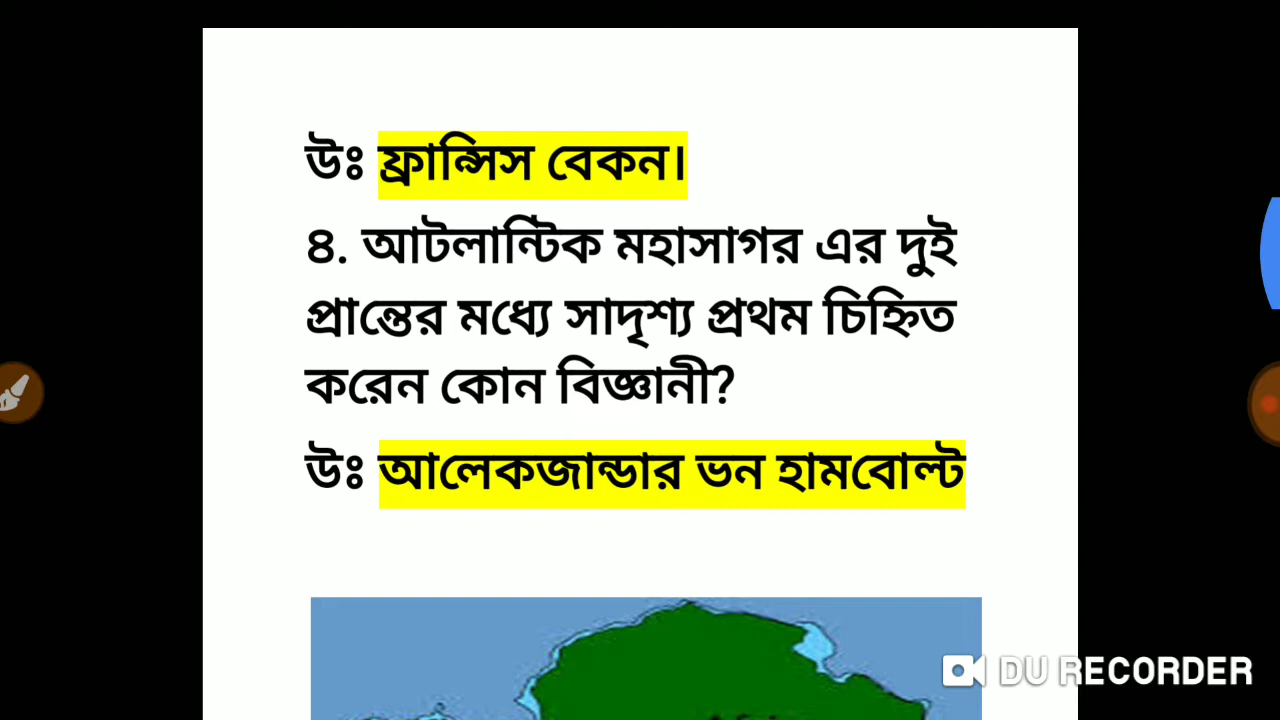 উঃ ফ্রান্সিস বেকন।
৪. আটলান্টিক মহাসাগর এর দুই
প্রান্তের মধ্যে সাদৃশ্য প্রথম চিহ্নিত
করেন কোন বিজ্ঞানী?
উঃ আলেকজান্ডার ভন হামবোল্ট
DU RECORDER